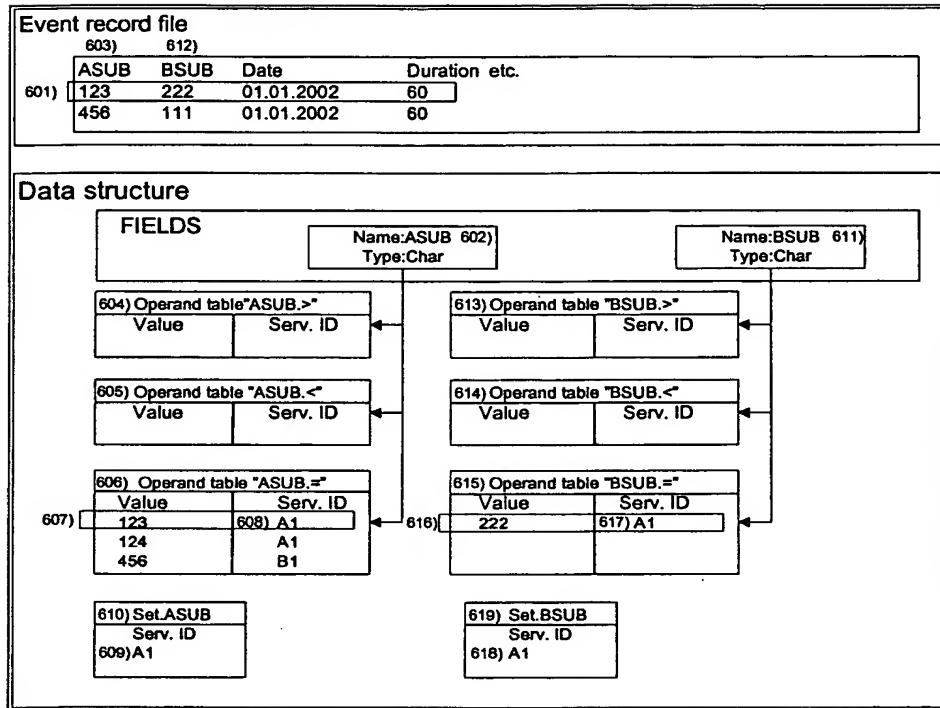 Event record file
603) 612)
ASUB BSUB Date Duration etc.
601) 123 222 01.01.2002 60
456 111 01.01.2002 60
Data structure
FIELDS
Name:ASUB 602)
Type:Char
Name:BSUB 611)
Type:Char
604) Operand table"ASUB.>"
Value Serv. ID
613) Operand table "BSUB.>"
Value Serv. ID
605) Operand table "ASUB.<"
Value Serv. ID
614) Operand table "BSUB.<"
Value Serv. ID
606) Operand table "ASUB.="
Value Serv. ID
607) 123 608) A1
124 A1
456 B1
615) Operand table "BSUB.="
Value Serv. ID
616) 222 617) A1
610) Set.ASUB
Serv. ID
609)A1
619) Set.BSUB
Serv. ID
618) A1